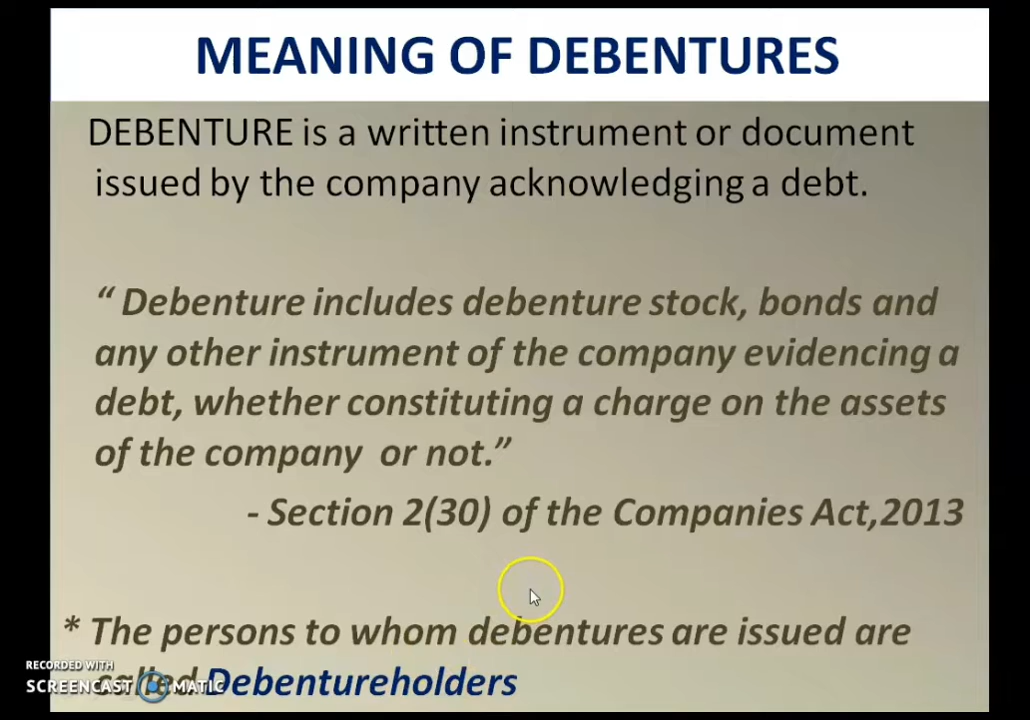 MEANING OF DEBENTURES
DEBENTURE is a written instrument or document
issued by the company acknowledging a debt.
“ Debenture includes debenture stock, bonds and
any other instrument of the company evidencing a
debt, whether constituting a charge on the assets
of the company or not.”
- Section 2(30) of the Companies Act,2013
* The persons to whom debentures are issued are
called Debentureholders
RECORDED WITH
SCREENCAST MATIC